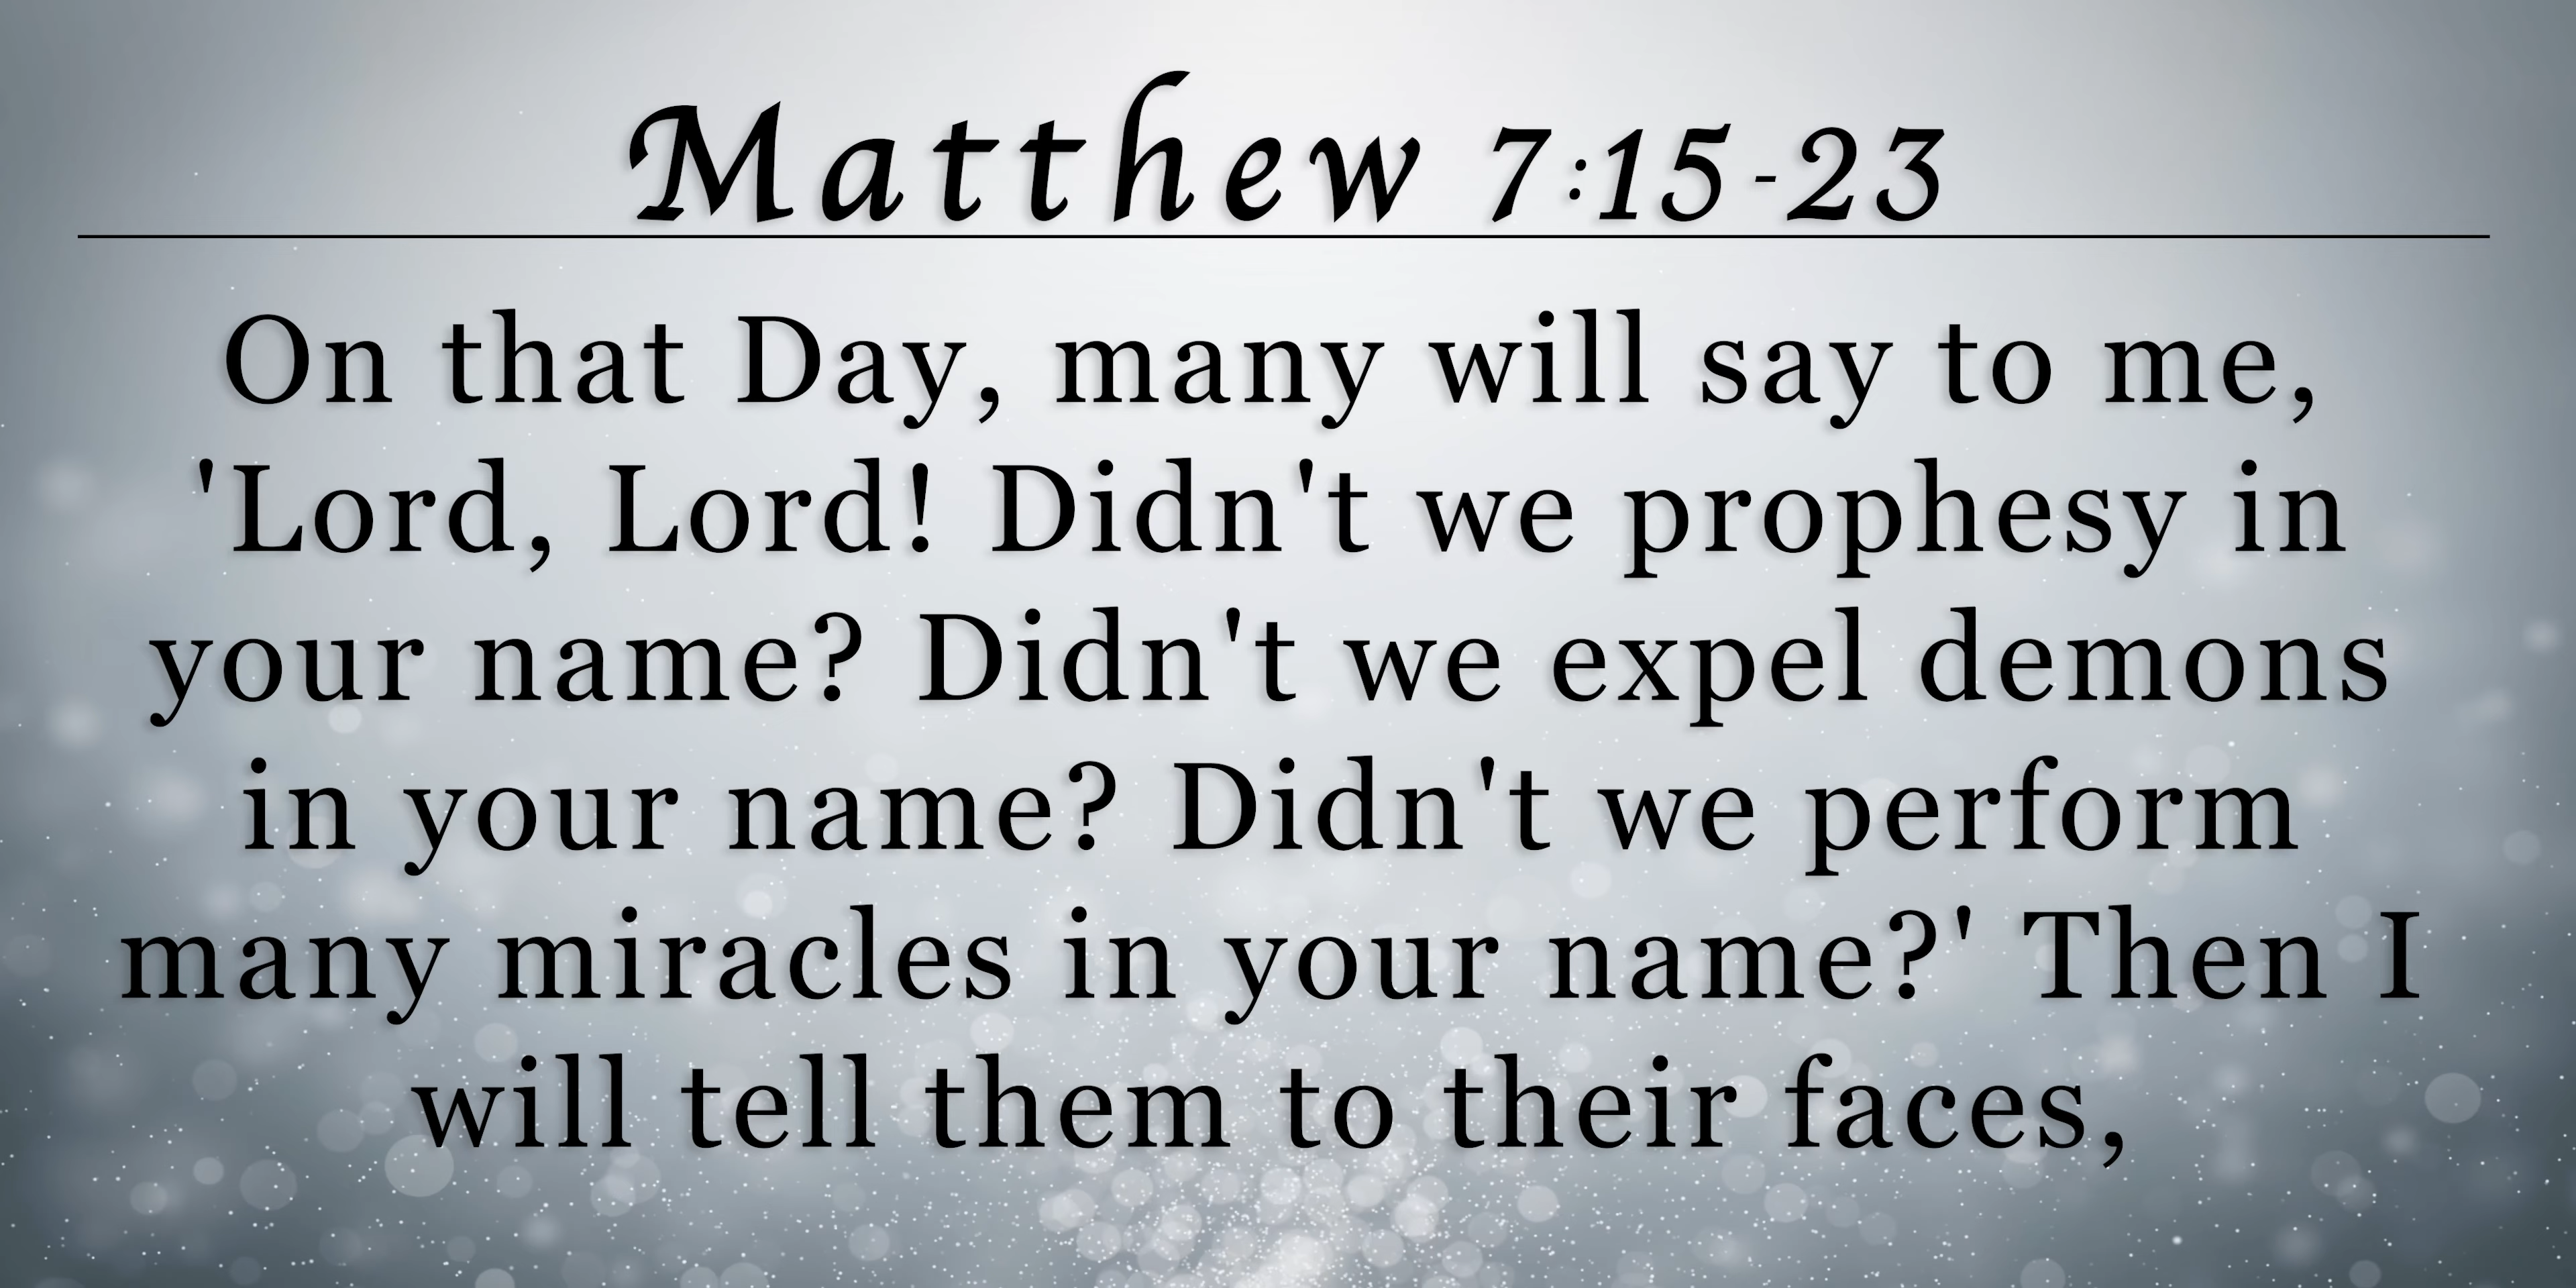 Matthew 7:15-23
On that Day, many will say to me,
'Lord, Lord! Didn't we prophesy in
your name? Didn't we expel demons
in your name? Didn't we perform
many miracles in your name?' Then I
will tell them to their faces,